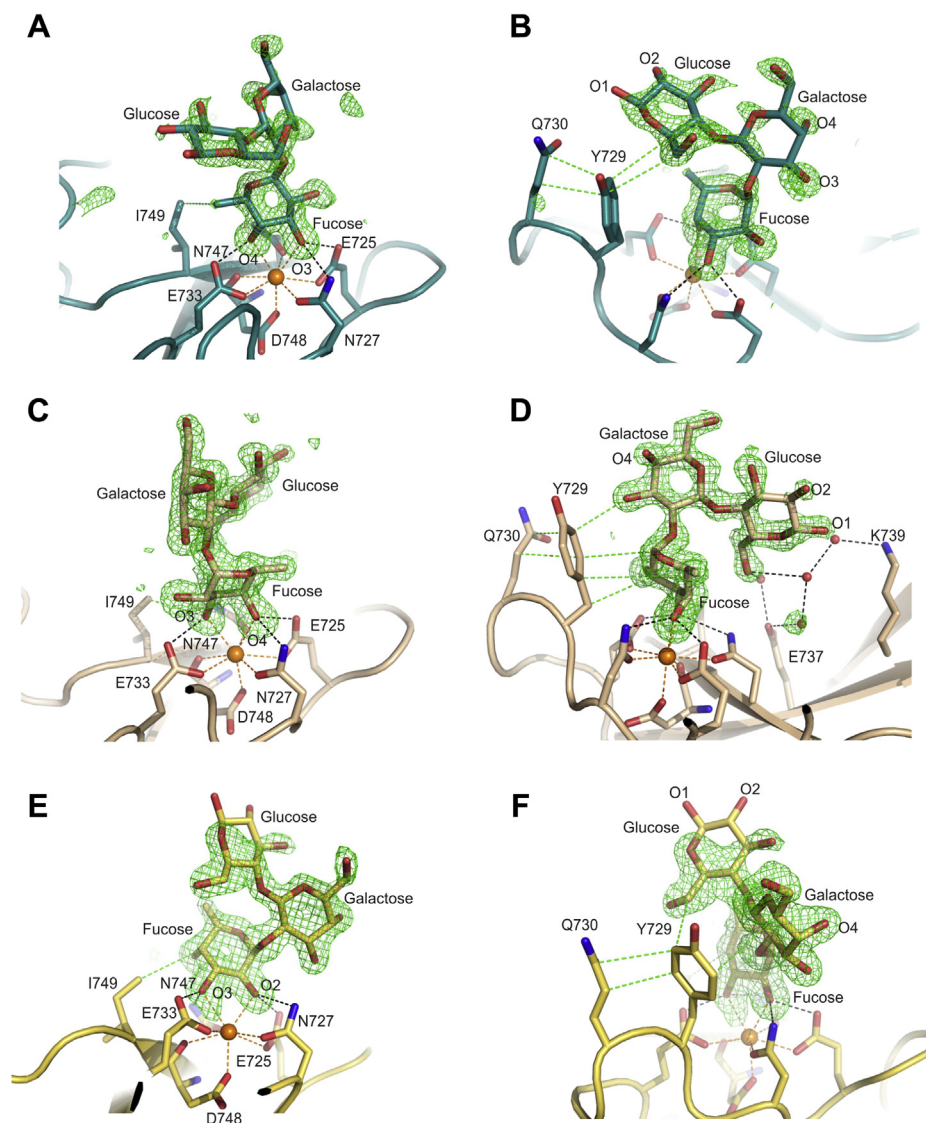 A
Galactose
Glucose
I749
Fucose
N747
O4
O3
E725
E733
D748
N727
B
O2
Glucose
O1
Galactose
Q730
Y729
O4
O3
Fucose
C
Galactose
Glucose
I749
Fucose
O3
N747
O4
E725
E733
N727
D748
D
Galactose
O4
Glucose
Y729
O2
Q730
O1
K739
Fucose
E737
E
Glucose
Galactose
Fucose
I749
N747
O3
O2
E733
N727
E725
D748
F
O1
O2
Glucose
Galactose
Q730
Y729
O4
Fucose